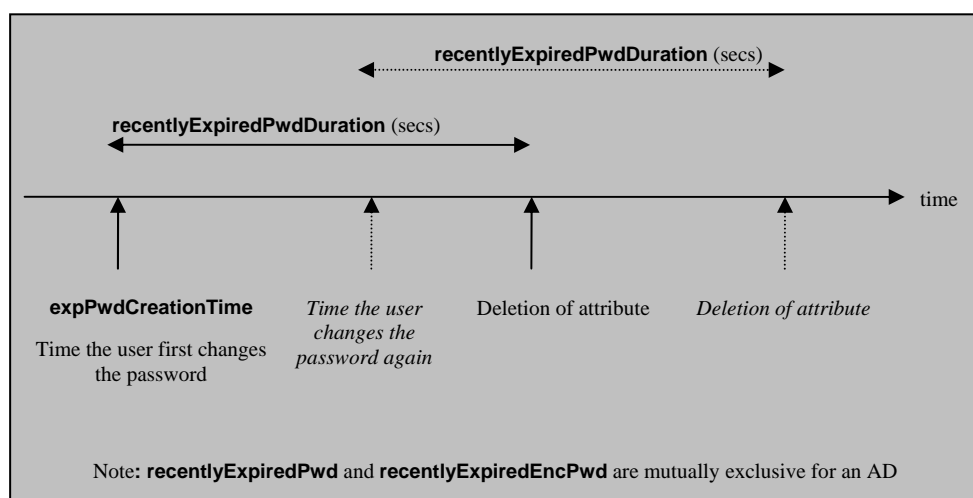 recentlyExpiredPwdDuration (secs)
recentlyExpiredPwdDuration (secs)
time
expPwdCreationTime
Time the user first changes
the password
Time the user
changes the
password again
Deletion of attribute
Deletion of attribute
Note: recentlyExpiredPwd and recentlyExpiredEncPwd are mutually exclusive for an AD